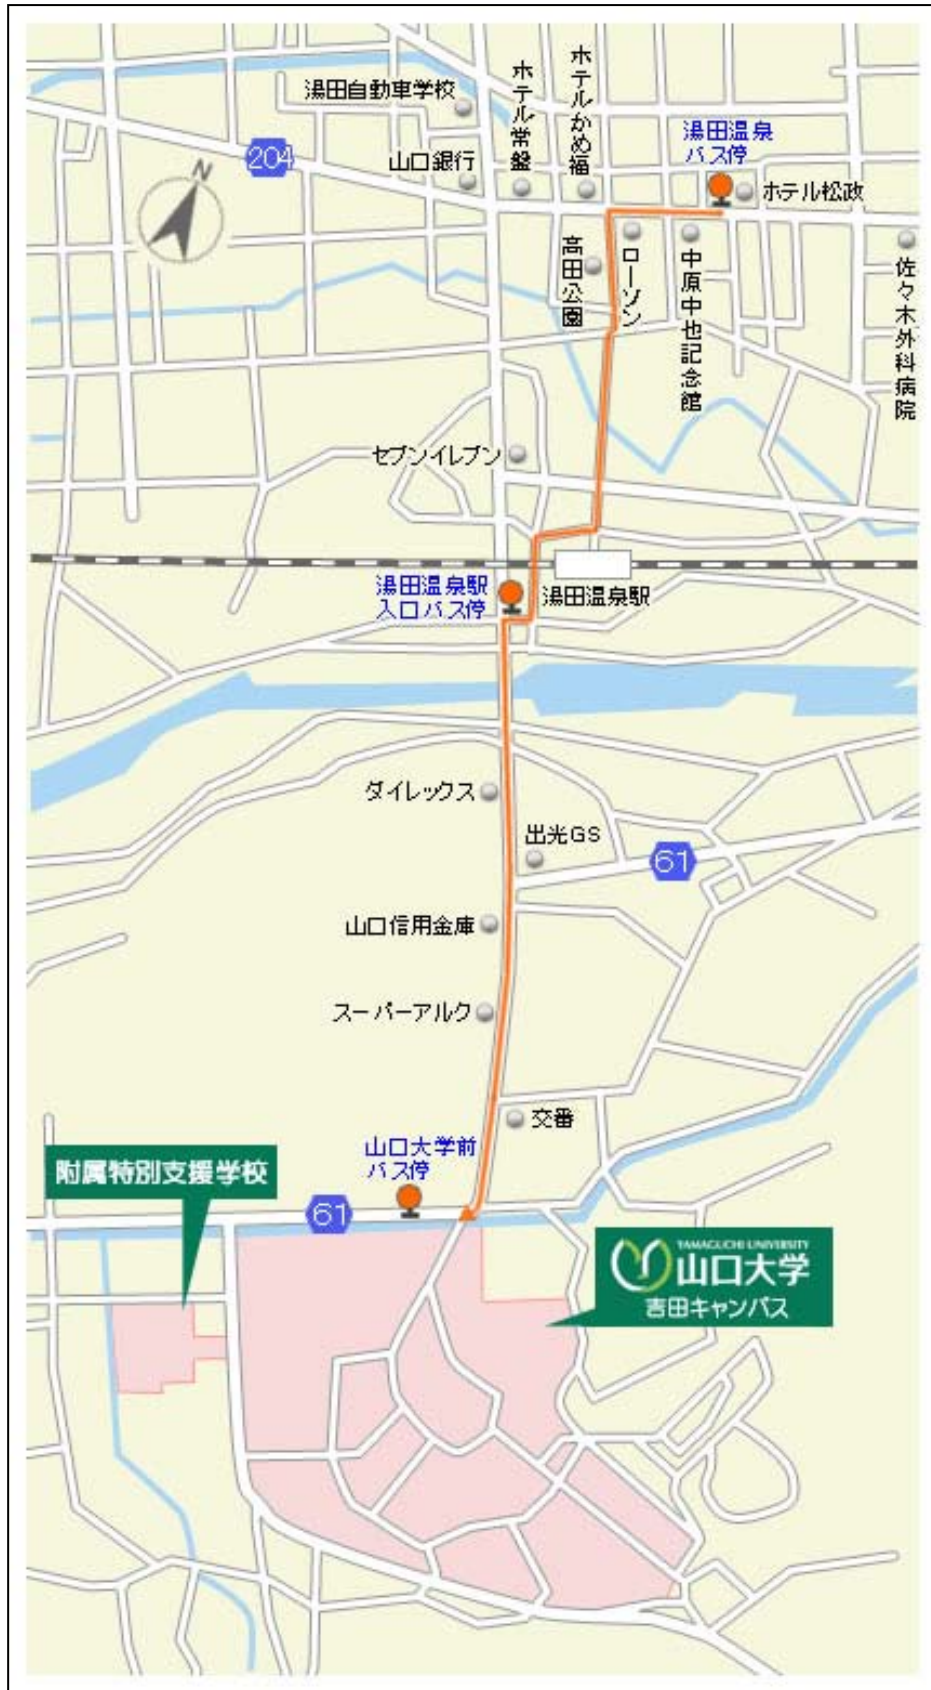 湯田自動車学校
ホテル常盤
ホテルかめ福
湯田温泉
バス停
204
山口銀行
ホテル松政
N
高田公園
ローソン
中原中也記念館
佐々木外科病院
セブンイレブン
湯田温泉駅
入口バス停
湯田温泉駅
ダイレックス
出光GS
61
山口信用金庫
スーパーアルク
交番
山口大学前
バス停
附属特別支援学校
61
YAMAGUCHI UNIVERSITY
山口大学
吉田キャンパス